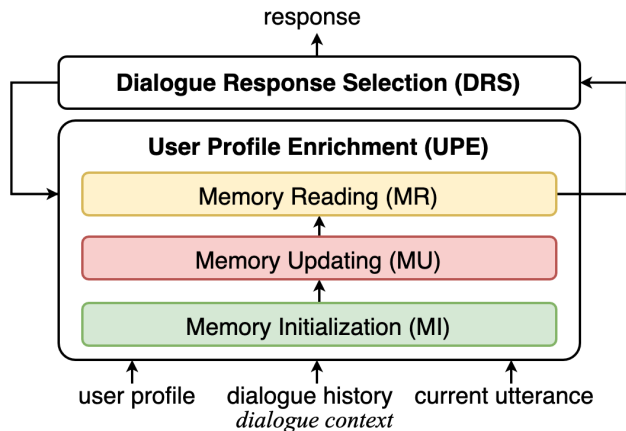 response
Dialogue Response Selection (DRS)
User Profile Enrichment (UPE)
Memory Reading (MR)
Memory Updating (MU)
Memory Initialization (MI)
user profile dialogue history current utterance
dialogue context